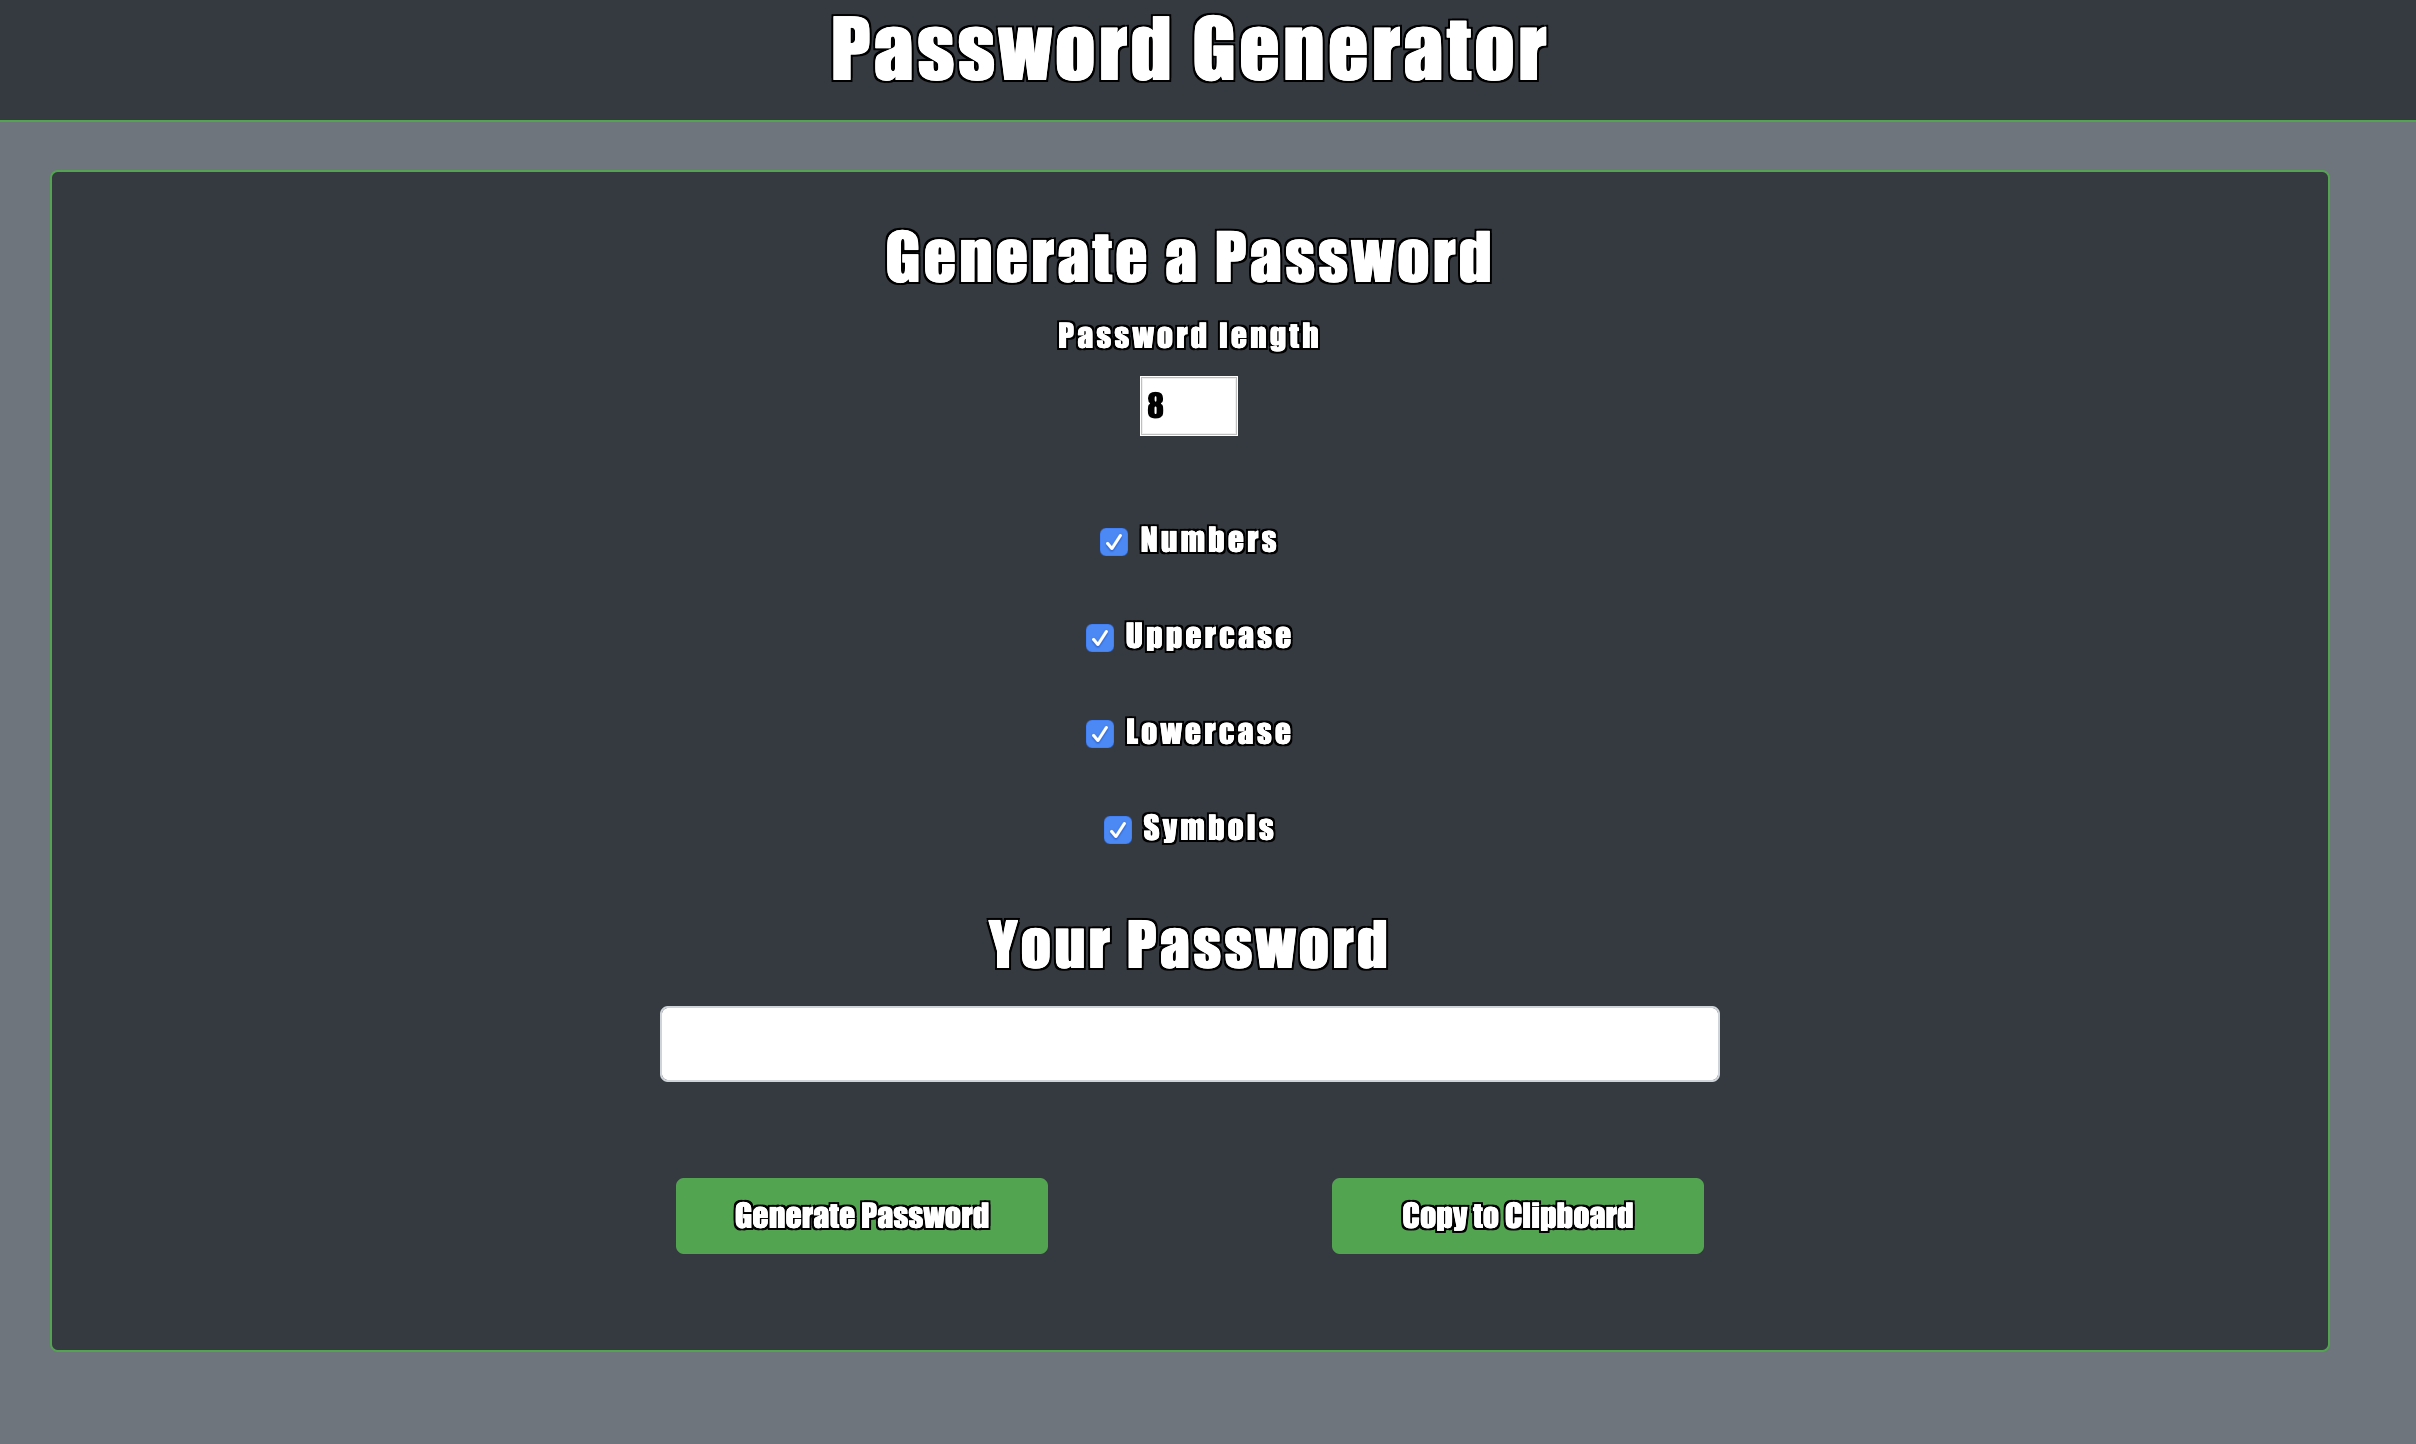 Password Generator
Generate a Password
Password length
8
Numbers
Uppercase
Lowercase
Symbols
Your Password
Generate Password
Copy to Clipboard